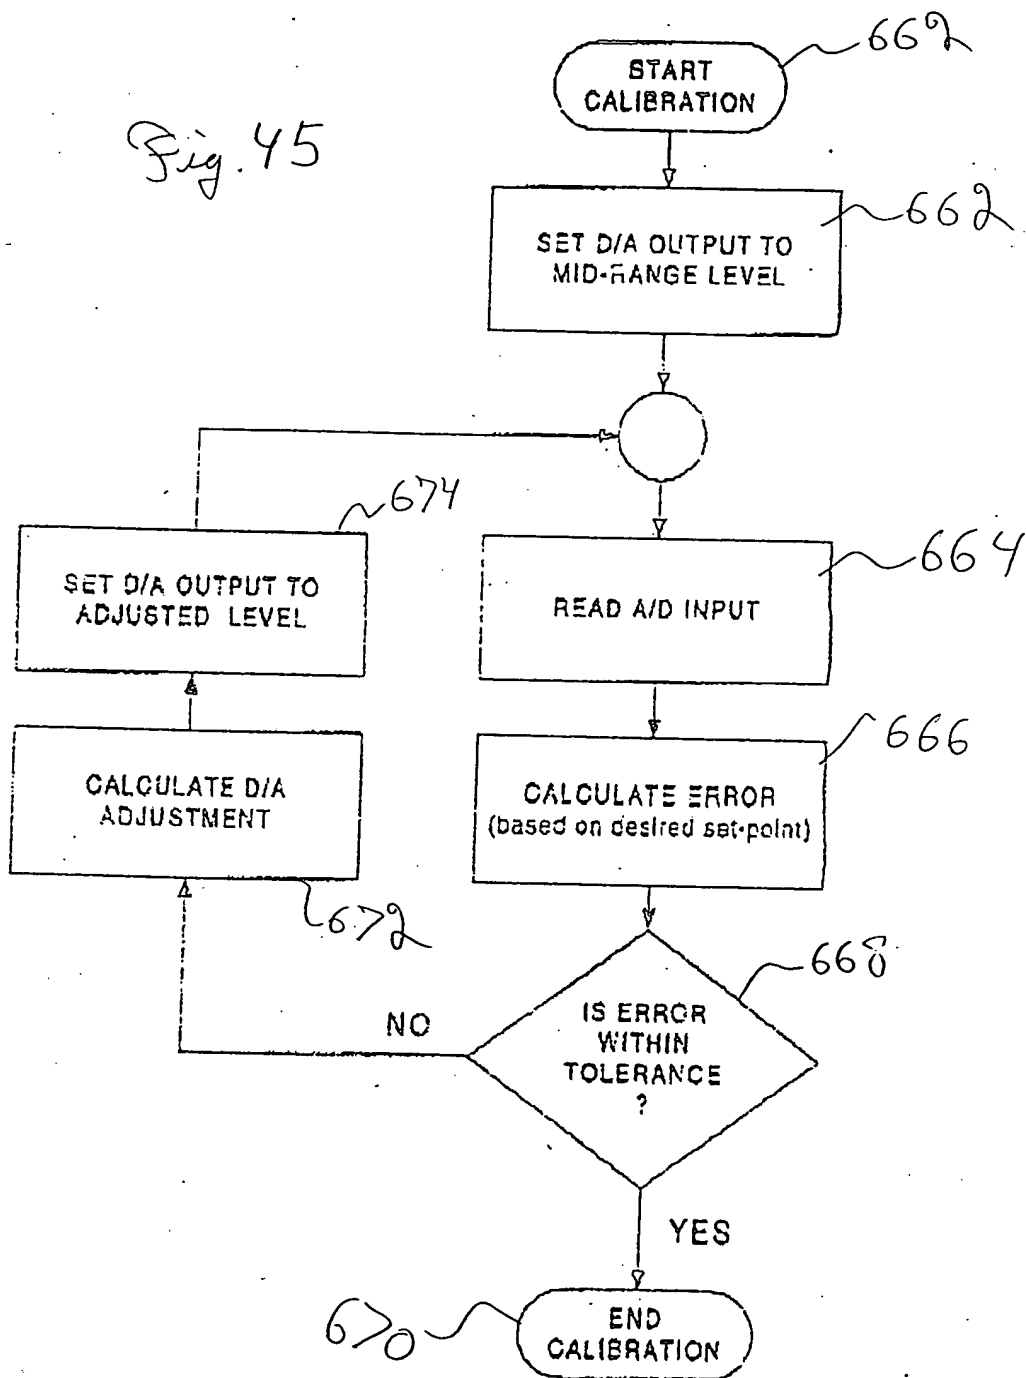 Fig. 45
START
CALIBRATION
662
SET D/A OUTPUT TO
MID-RANGE LEVEL
662
674
SET D/A OUTPUT TO
ADJUSTED LEVEL
READ A/D INPUT
664
CALCULATE D/A
ADJUSTMENT
672
CALCULATE ERROR
(based on desired set-point)
666
IS ERROR
WITHIN
TOLERANCE
?
668
NO
YES
670
END
CALIBRATION